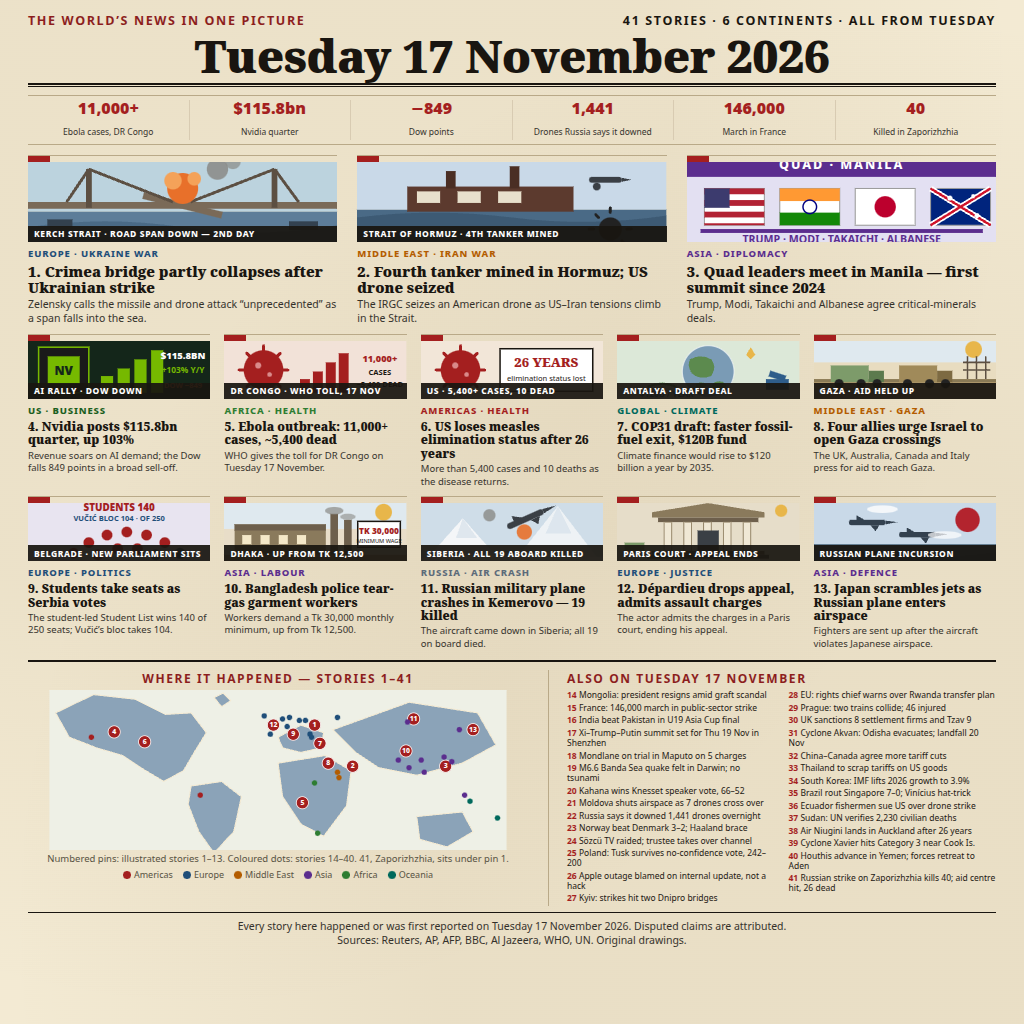 THE WORLD'S NEWS IN ONE PICTURE
41 STORIES · 6 CONTINENTS · ALL FROM TUESDAY
Tuesday 17 November 2026
11,000+
Ebola cases, DR Congo
$115.8bn
Nvidia quarter
−849
Dow points
1,441
Drones Russia says it downed
146,000
March in France
40
Killed in Zaporizhzhia
KERCH STRAIT · ROAD SPAN DOWN — 2ND DAY
EUROPE · UKRAINE WAR
1. Crimea bridge partly collapses after
Ukrainian strike
Zelensky calls the missile and drone attack “unprecedented” as
a span falls into the sea.
STRAIT OF HORMUZ · 4TH TANKER MINED
MIDDLE EAST · IRAN WAR
2. Fourth tanker mined in Hormuz; US
drone seized
The IRGC seizes an American drone as US–Iran tensions climb
in the Strait.
QUAD · MANILA
TRUMP · MODI · TAKAICHI · ALBANESE
ASIA · DIPLOMACY
3. Quad leaders meet in Manila — first
summit since 2024
Trump, Modi, Takaichi and Albanese agree critical-minerals
deals.
NV
$115.8BN
+103% Y/Y
AI RALLY · DOW DOWN
US · BUSINESS
4. Nvidia posts $115.8bn
quarter, up 103%
Revenue soars on AI demand; the Dow
falls 849 points in a broad sell-off.
11,000+
CASES
DR CONGO · WHO TOLL, 17 NOV
AFRICA · HEALTH
5. Ebola outbreak: 11,000+
cases, ~5,400 dead
WHO gives the toll for DR Congo on
Tuesday 17 November.
26 YEARS
elimination status lost
US · 5,400+ CASES, 10 DEAD
AMERICAS · HEALTH
6. US loses measles
elimination status after 26
years
More than 5,400 cases and 10 deaths as
the disease returns.
ANTALYA · DRAFT DEAL
GLOBAL · CLIMATE
7. COP31 draft: faster fossil-
fuel exit, $120B fund
Climate finance would rise to $120
billion a year by 2035.
GAZA · AID HELD UP
MIDDLE EAST · GAZA
8. Four allies urge Israel to
open Gaza crossings
The UK, Australia, Canada and Italy
press for aid to reach Gaza.
STUDENTS 140
VUČIĆ BLOC 104 · OF 250
BELGRADE · NEW PARLIAMENT SITS
EUROPE · POLITICS
9. Students take seats as
Serbia votes
The student-led Student List wins 140 of
250 seats; Vučić's bloc takes 104.
TK 30,000
MINIMUM WAGE
DHAKA · UP FROM TK 12,500
ASIA · LABOUR
10. Bangladesh police tear-
gas garment workers
Workers demand a Tk 30,000 monthly
minimum, up from Tk 12,500.
SIBERIA · ALL 19 ABOARD KILLED
RUSSIA · AIR CRASH
11. Russian military plane
crashes in Kemerovo — 19
killed
The aircraft came down in Siberia; all 19
on board died.
PARIS COURT · APPEAL ENDS
EUROPE · JUSTICE
12. Dépardieu drops appeal,
admits assault charges
The actor admits the charges in a Paris
court, ending his appeal.
RUSSIAN PLANE INCURSION
ASIA · DEFENCE
13. Japan scrambles jets as
Russian plane enters
airspace
Fighters are sent up after the aircraft
violates Japanese airspace.
WHERE IT HAPPENED — STORIES 1–41
4
6
12
9
1
7
8
2
5
11
13
10
3
Numbered pins: illustrated stories 1–13. Coloured dots: stories 14–40. 41, Zaporizhzhia, sits under pin 1.
Americas
Europe
Middle East
Asia
Africa
Oceania
ALSO ON TUESDAY 17 NOVEMBER
14 Mongolia: president resigns amid graft scandal
15 France: 146,000 march in public-sector strike
16 India beat Pakistan in U19 Asia Cup final
17 Xi–Trump–Putin summit set for Thu 19 Nov in
Shenzhen
18 Mondlane on trial in Maputo on 5 charges
19 M6.6 Banda Sea quake felt in Darwin; no
tsunami
20 Kahana wins Knesset speaker vote, 66–52
21 Moldova shuts airspace as 7 drones cross over
22 Russia says it downed 1,441 drones overnight
23 Norway beat Denmark 3–2; Haaland brace
24 Sözcü TV raided; trustee takes over channel
25 Poland: Tusk survives no-confidence vote, 242–
200
26 Apple outage blamed on internal update, not a
hack
27 Kyiv: strikes hit two Dnipro bridges
28 EU: rights chief warns over Rwanda transfer plan
29 Prague: two trains collide; 46 injured
30 UK sanctions 8 settlement firms and Tzav 9
31 Cyclone Akvan: Odisha evacuates; landfall 20
Nov
32 China–Canada agree more tariff cuts
33 Thailand to scrap tariffs on US goods
34 South Korea: IMF lifts 2026 growth to 3.9%
35 Brazil rout Singapore 7–0; Vinícius hat-trick
36 Ecuador fishermen sue US over drone strike
37 Sudan: UN verifies 2,230 civilian deaths
38 Air Niugini lands in Auckland after 26 years
39 Cyclone Xavier hits Category 3 near Cook Is.
40 Houthis advance in Yemen; forces retreat to
Aden
41 Russian strike on Zaporizhzhia kills 40; aid centre
hit, 26 dead
Every story here happened or was first reported on Tuesday 17 November 2026. Disputed claims are attributed.
Sources: Reuters, AP, AFP, BBC, Al Jazeera, WHO, UN. Original drawings.